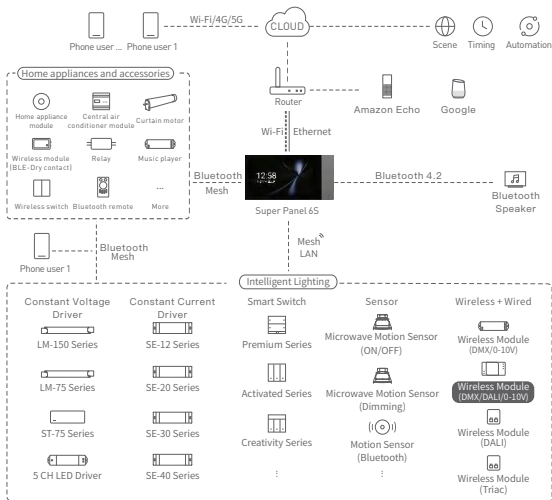 Wi-Fi/4G/5G
CLOUD
Phone user ... Phone user 1
Scene Timing Automation
Home appliances and accessories
Home appliance
module
Central air
conditioner module
Curtain motor
Wireless module
(BLE-Dry contact)
Relay
Music player
Wireless switch
Bluetooth remote
...
More
Router
Amazon Echo
Google
Wi-Fi Ethernet
Bluetooth
Mesh
12:58
Super Panel 6S
Bluetooth 4.2
Bluetooth
Speaker
Phone user 1
Bluetooth
Mesh
Mesh
LAN
Intelligent Lighting
Constant Voltage
Driver
LM-150 Series
LM-75 Series
ST-75 Series
5 CH LED Driver
Constant Current
Driver
SE-12 Series
SE-20 Series
SE-30 Series
SE-40 Series
Smart Switch
Premium Series
Activated Series
Creativity Series
⋮
Sensor
Microwave Motion Sensor
(ON/OFF)
Microwave Motion Sensor
(Dimming)
Motion Sensor
(Bluetooth)
⋮
Wireless + Wired
Wireless Module
(DMX/0-10V)
Wireless Module
(DMX/DALI/0-10V)
Wireless Module
(DALI)
Wireless Module
(Triac)